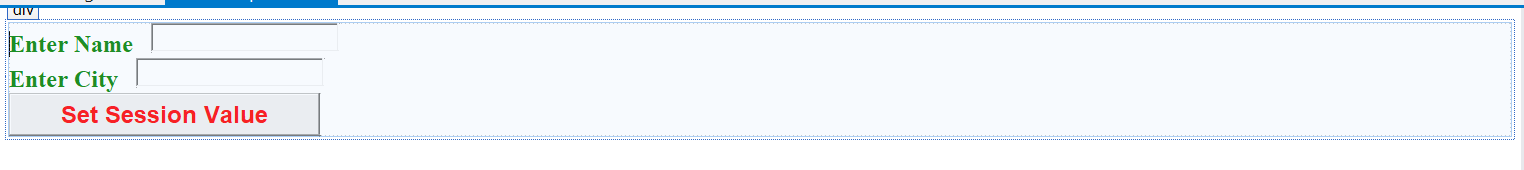 div
Enter Name
Enter City
Set Session Value